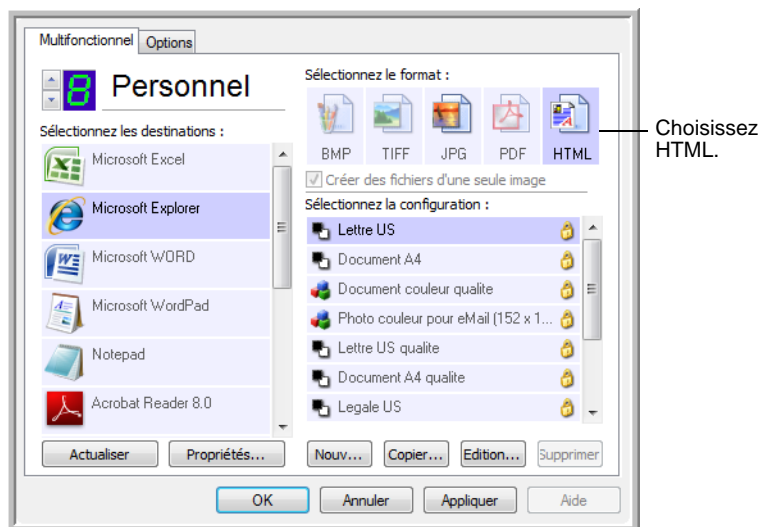 Multifonctionnel Options
8 Personnel
Sélectionnez les destinations :
Microsoft Excel
Microsoft Explorer
Microsoft WORD
Microsoft WordPad
Notepad
Acrobat Reader 8.0
Actualiser Propriétés...
Sélectionnez le format :
BMP TIFF JPG PDF HTML
Créer des fichiers d'une seule image
Sélectionnez la configuration :
Lettre US
Document A4
Document couleur qualite
Photo couleur pour eMail (152 x 1...
Lettre US qualite
Document A4 qualite
Legale US
Nouv... Copier... Edition... Supprimer
OK Annuler Appliquer Aide
Choisissez
HTML.